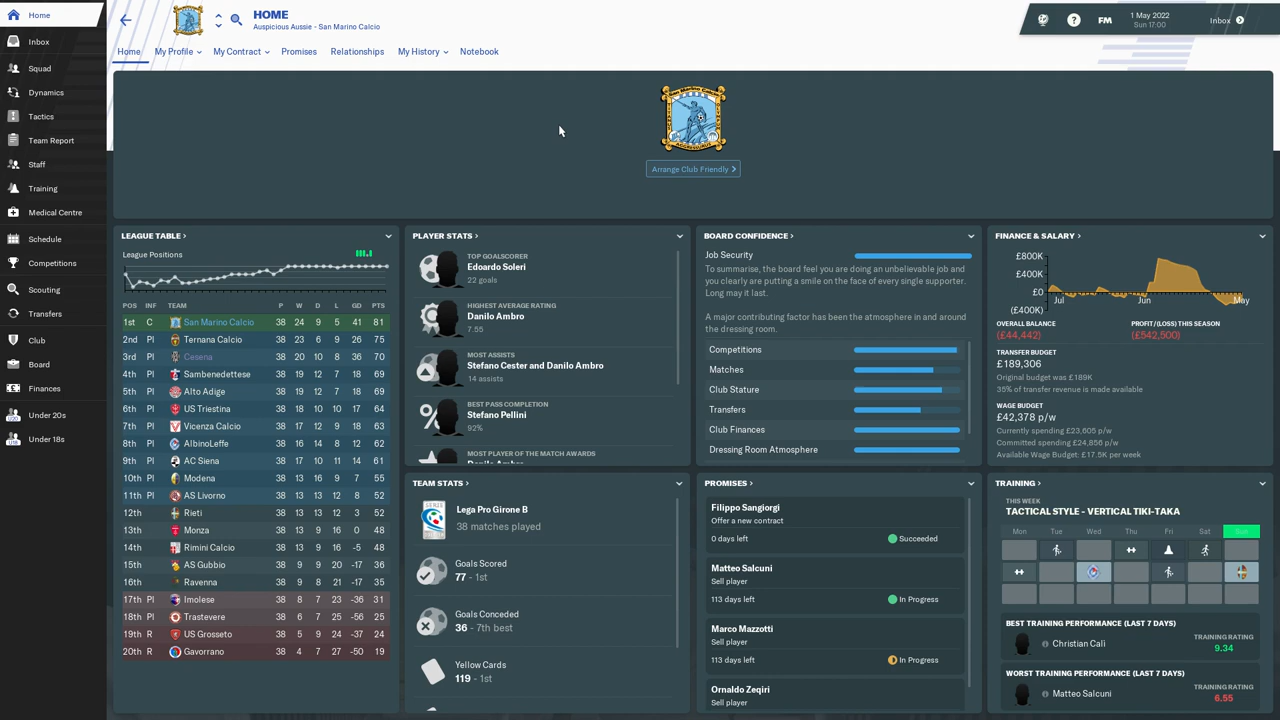 Home
Inbox
Squad
Dynamics
Tactics
Team Report
Staff
Training
Medical Centre
Schedule
Competitions
Scouting
Transfers
Club
Board
Finances
Under 20s
Under 18s
HOME
Auspicious Aussie - San Marino Calcio
FM
1 May 2022
Sun 17:00
Inbox
Home My Profile My Contract Promises Relationships My History Notebook
Arrange Club Friendly
LEAGUE TABLE
League Positions
POS INF TEAM P W D L GD PTS
1st C San Marino Calcio 38 24 9 5 41 81
2nd Pl Ternana Calcio 38 23 6 9 26 75
3rd Pl Cesena 38 20 10 8 36 70
4th Pl Sambenedettese 38 19 12 7 18 69
5th Pl Alto Adige 38 19 12 7 18 69
6th Pl US Triestina 38 18 10 10 17 64
7th Pl Vicenza Calcio 38 17 12 9 18 63
8th Pl AlbinoLeffe 38 16 14 8 12 62
9th Pl AC Siena 38 17 10 11 14 61
10th Pl Modena 38 13 16 9 7 55
11th Pl AS Livorno 38 13 13 12 8 52
12th Rieti 38 13 13 12 3 52
13th Monza 38 13 9 16 0 48
14th Rimini Calcio 38 13 9 16 -5 48
15th AS Gubbio 38 9 9 20 -17 36
16th Ravenna 38 9 8 21 -17 35
17th Pl Imolese 38 8 7 23 -36 31
18th Pl Trastevere 38 6 7 25 -56 25
19th R US Grosseto 38 5 9 24 -37 24
20th R Gavorrano 38 4 7 27 -50 19
PLAYER STATS
TOP GOALSCORER
Edoardo Soleri
22 goals
HIGHEST AVERAGE RATING
Danilo Ambro
7.55
MOST ASSISTS
Stefano Cester and Danilo Ambro
14 assists
BEST PASS COMPLETION
Stefano Pellini
92%
MOST PLAYER OF THE MATCH AWARDS
Danilo Ambro
TEAM STATS
Lega Pro Girone B
38 matches played
Goals Scored
77 - 1st
Goals Conceded
36 - 7th best
Yellow Cards
119 - 1st
BOARD CONFIDENCE
Job Security
To summarise, the board feel you are doing an unbelievable job and
you clearly are putting a smile on the face of every single supporter.
Long may it last.
A major contributing factor has been the atmosphere in and around
the dressing room.
Competitions
Matches
Club Stature
Transfers
Club Finances
Dressing Room Atmosphere
PROMISES
Filippo Sangiorgi
Offer a new contract
0 days left Succeeded
Matteo Salcuni
Sell player
113 days left In Progress
Marco Mazzotti
Sell player
113 days left In Progress
Ornaldo Zeqiri
Sell player
FINANCE & SALARY
£800K
£400K
£0
(£400K)
Jul Jun May
OVERALL BALANCE PROFIT/(LOSS) THIS SEASON
(£44,442) (£542,500)
TRANSFER BUDGET
£189,306
Original budget was £189K
35% of transfer revenue is made available
WAGE BUDGET
£42,378 p/w
Currently spending £23,605 p/w
Committed spending £24,856 p/w
Available Wage Budget: £17.5K per week
TRAINING
THIS WEEK
TACTICAL STYLE - VERTICAL TIKI-TAKA
Mon Tue Wed Thu Fri Sat Sun
BEST TRAINING PERFORMANCE (LAST 7 DAYS)
TRAINING RATING
Christian Cali
9.34
WORST TRAINING PERFORMANCE (LAST 7 DAYS)
TRAINING RATING
Matteo Salcuni
6.55